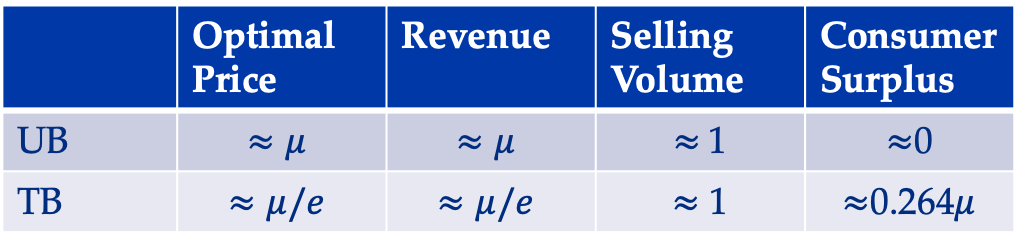 Optimal Price Revenue Selling Volume Consumer Surplus
UB ≈ μ ≈ μ ≈ 1 ≈0
TB ≈ μ/e ≈ μ/e ≈ 1 ≈0.264μ